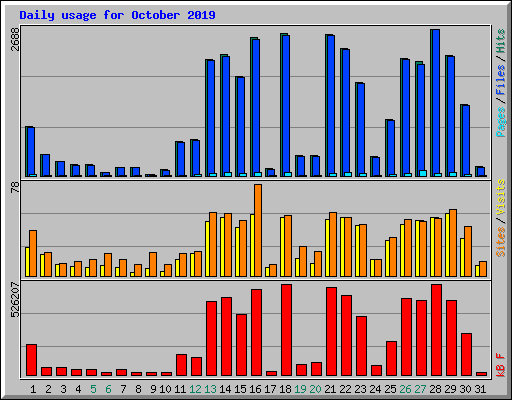 Daily usage for October 2019
2688
Pages / Files / Hits
78
Sites / Visits
526207
kB F
1 2 3 4 5 6 7 8 9 10 11 12 13 14 15 16 17 18 19 20 21 22 23 24 25 26 27 28 29 30 31